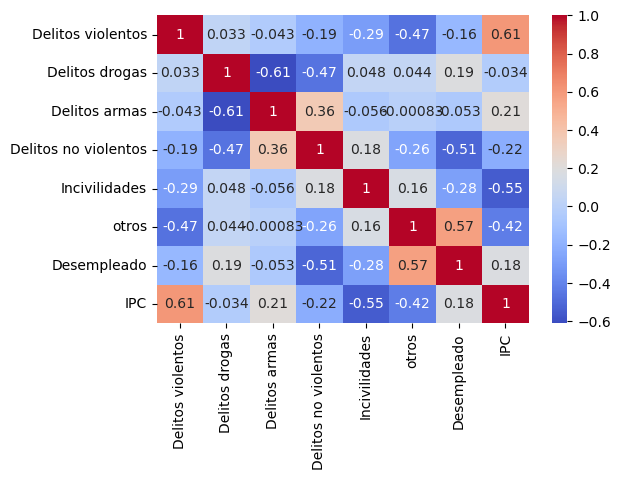 Delitos violentos 1 0.033 -0.043 -0.19 -0.29 -0.47 -0.16 0.61
Delitos drogas 0.033 1 -0.61 -0.47 0.048 0.044 0.19 -0.034
Delitos armas -0.043 -0.61 1 0.36 -0.056 -0.00083 -0.053 0.21
Delitos no violentos -0.19 -0.47 0.36 1 0.18 -0.26 -0.51 -0.22
Incivilidades -0.29 0.048 -0.056 0.18 1 0.16 -0.28 -0.55
otros -0.47 0.044 -0.00083 -0.26 0.16 1 0.57 -0.42
Desempleado -0.16 0.19 -0.053 -0.51 -0.28 0.57 1 0.18
IPC 0.61 -0.034 0.21 -0.22 -0.55 -0.42 0.18 1
Delitos violentos
Delitos drogas
Delitos armas
Delitos no violentos
Incivilidades
otros
Desempleado
IPC
1.0
0.8
0.6
0.4
0.2
0.0
-0.2
-0.4
-0.6